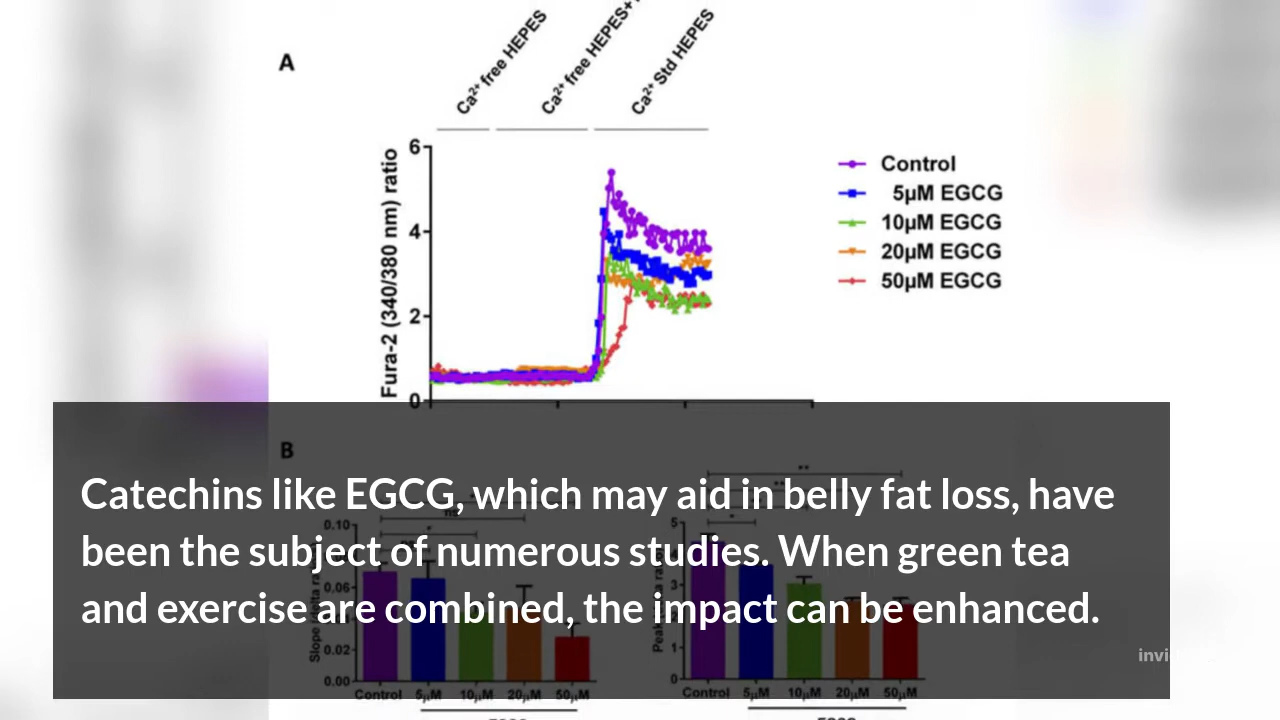 A
Ca²⁺ free HEPES
Ca²⁺ free HEPES+
Ca²⁺ Std HEPES
Fura-2 (340/380 nm) ratio
6
4
2
0
Control
5µM EGCG
10µM EGCG
20µM EGCG
50µM EGCG
B
Catechins like EGCG, which may aid in belly fat loss, have
been the subject of numerous studies. When green tea
and exercise are combined, the impact can be enhanced.
0.10
0.06
0.02
0.00
ns
*
Control
5µM
10µM
20µM
50µM
**
*
5
3
1
0
Control
5µM
10µM
20µM
50µM